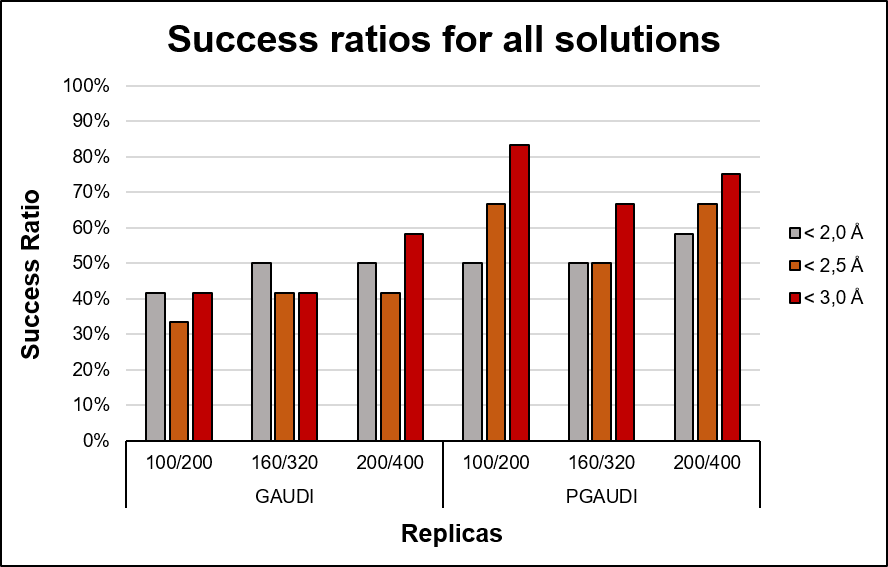 Success ratios for all solutions
100%
90%
80%
70%
60%
50%
40%
30%
20%
10%
0%
Success Ratio
100/200 160/320 200/400 100/200 160/320 200/400
GAUDI PGAUDI
Replicas
< 2,0 Å
< 2,5 Å
< 3,0 Å